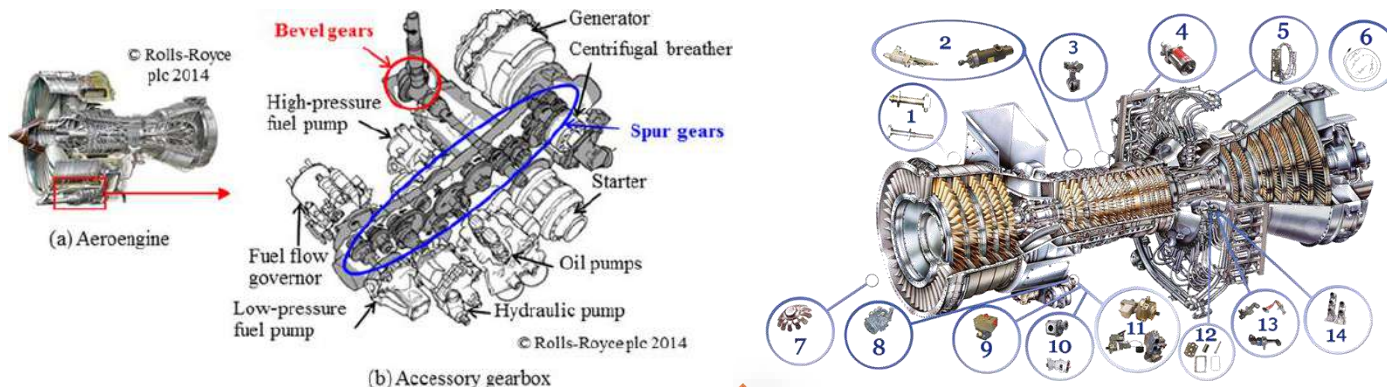 © Rolls-Royce
plc 2014
(a) Aeroengine
Bevel gears
Generator
Centrifugal breather
High-pressure
fuel pump
Spur gears
Starter
Fuel flow
governor
Oil pumps
Low-pressure
fuel pump
Hydraulic pump
© Rolls-Royce plc 2014
(b) Accessory gearbox
1
2
3
4
5
6
7
8
9
10
11
12
13
14